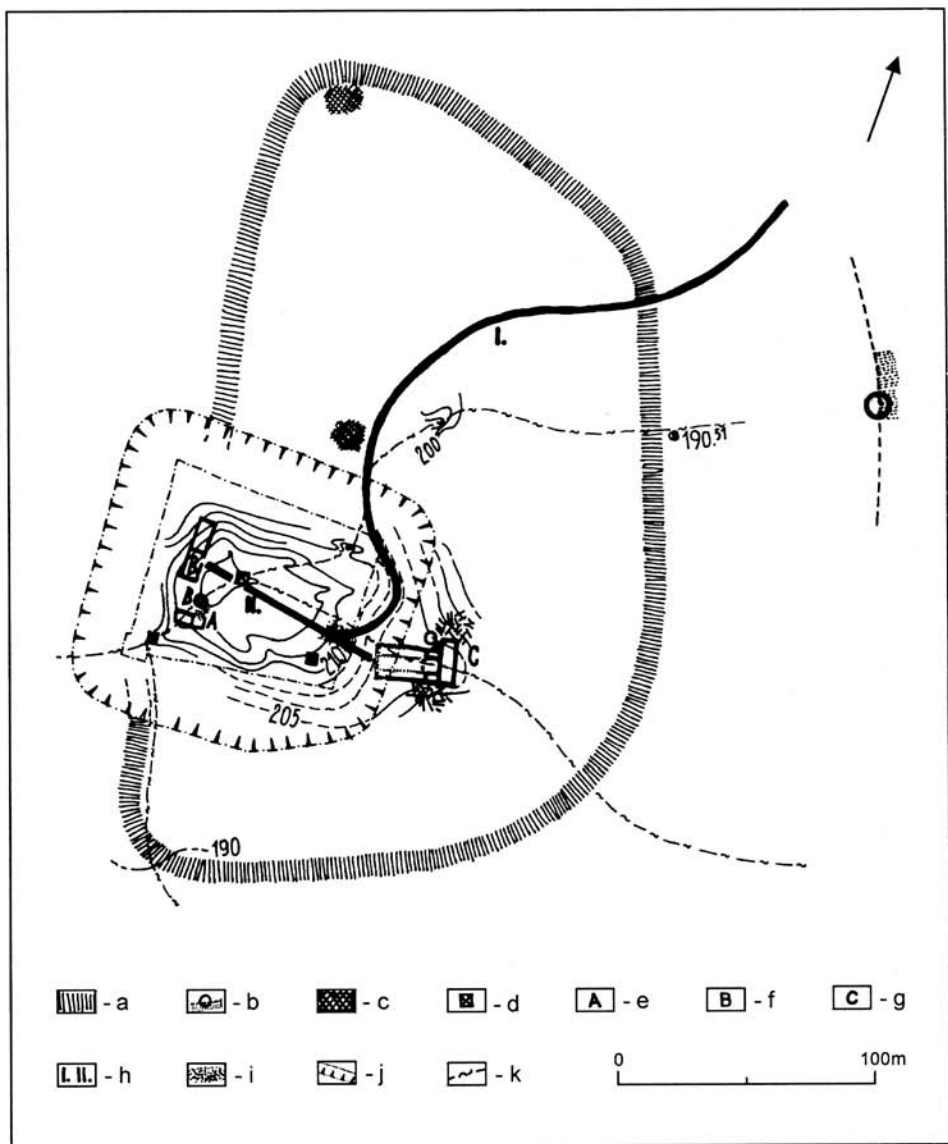 I.
200
190.51
B
A
II.
C
205
190
- a
- b
- c
- d
A - e
B - f
C - g
I. II. - h
- i
- j
- k
0 100m